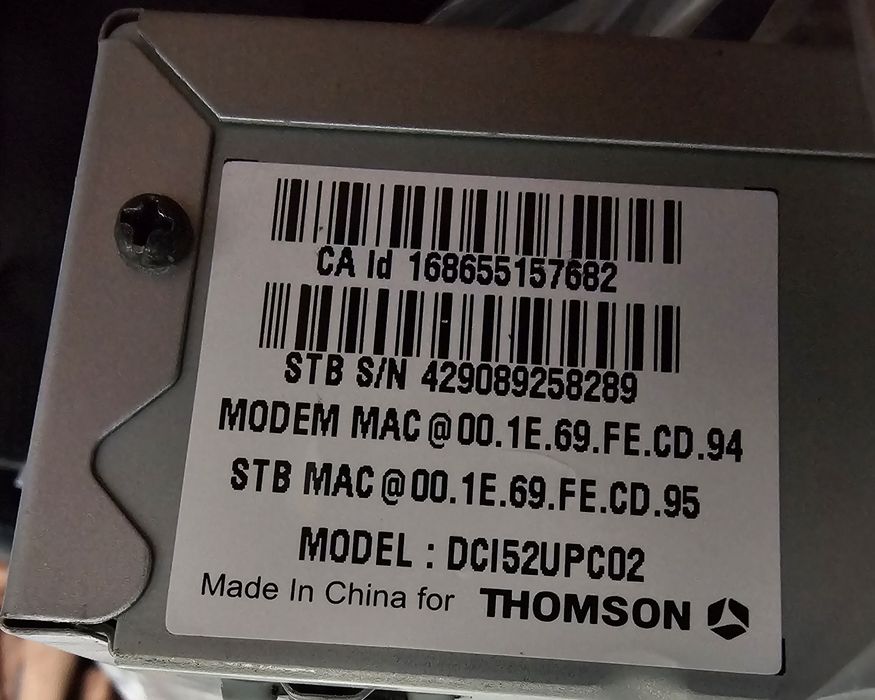 CA Id 168655157682
STB S/N 429089258289
MODEM MAC@00.1E.69.FE.CD.94
STB MAC@00.1E.69.FE.CD.95
MODEL : DCI52UPC02
Made In China for THOMSON